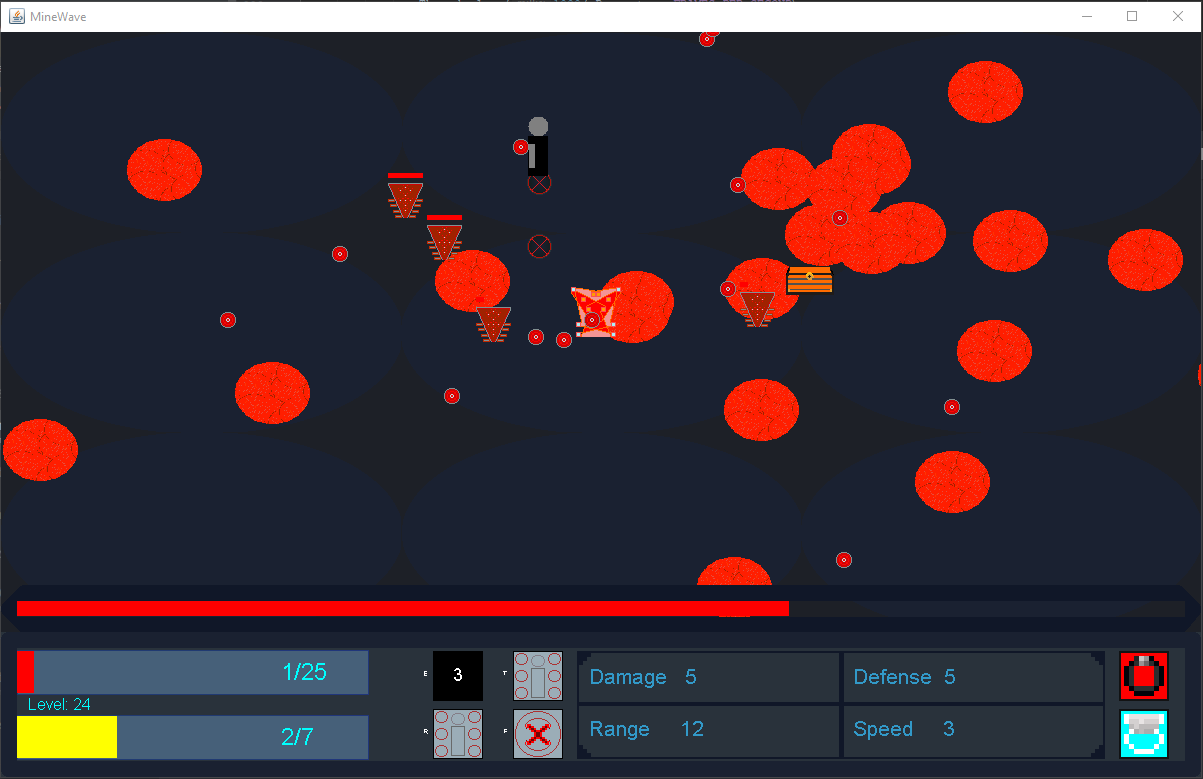 MineWave
1/25
Level: 24
2/7
E
3
T
R
F
Damage 5
Defense 5
Range 12
Speed 3